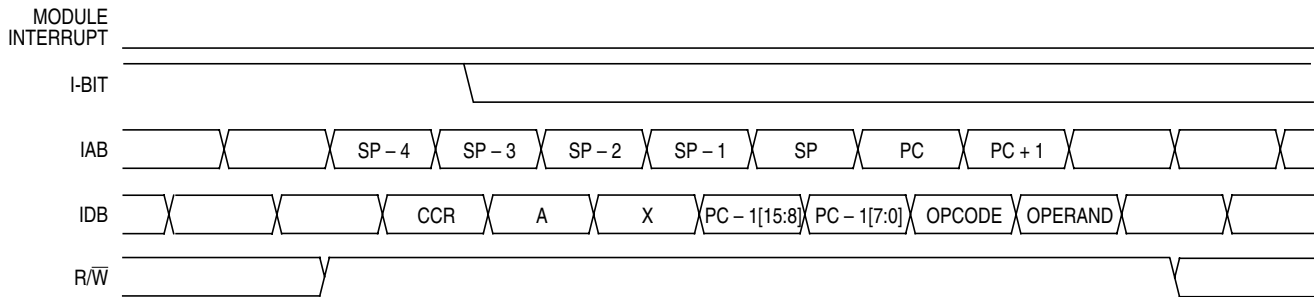 MODULE
INTERRUPT
I-BIT
IAB SP – 4 SP – 3 SP – 2 SP – 1 SP PC PC + 1
IDB CCR A X PC – 1[15:8] PC – 1[7:0] OPCODE OPERAND
R/W̅